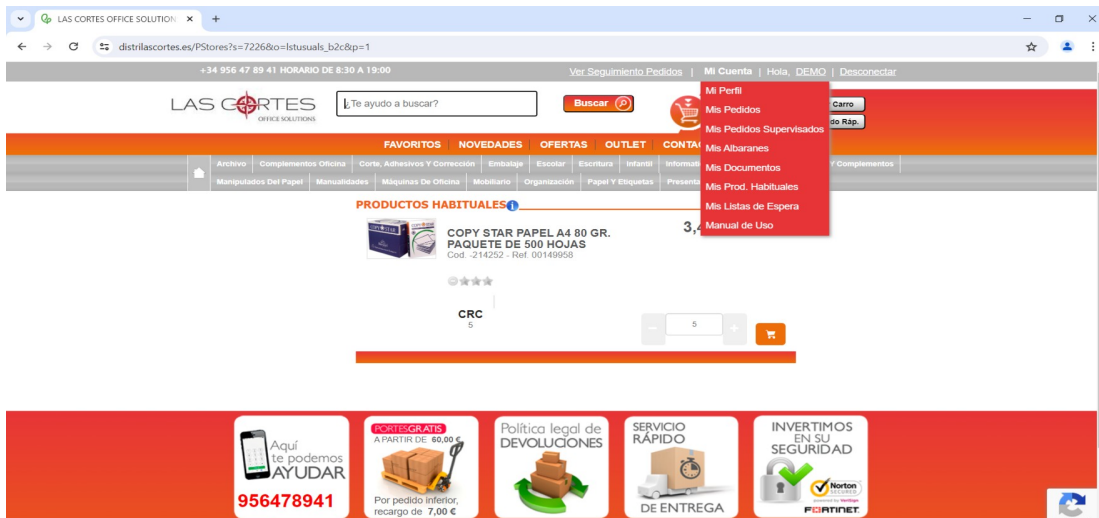 LAS CORTES OFFICE SOLUTION
distrilascortes.es/PStores?s=7226&o=lstusuals_b2c&p=1
+34 956 47 89 41 HORARIO DE 8:30 A 19:00
Ver Seguimiento Pedidos | Mi Cuenta | Hola, DEMO | Desconectar
LAS CORTES
OFFICE SOLUTIONS
¿Te ayudo a buscar?
Buscar
Carro
do Ráp.
Mi Perfil
Mis Pedidos
Mis Pedidos Supervisados
Mis Albaranes
Mis Documentos
Mis Prod. Habituales
Mis Listas de Espera
Manual de Uso
FAVORITOS NOVEDADES OFERTAS OUTLET
Archivo Complementos Oficina Corte, Adhesivos Y Corrección Embalaje Escolar Escritura Infantil Y Complementos
Manipulados Del Papel Manualidades Máquinas De Oficina Mobiliario Organización Papel Y Etiquetas
PRODUCTOS HABITUALES
COPY STAR PAPEL A4 80 GR.
PAQUETE DE 500 HOJAS
Cod. -214252 - Ref. 00149958
CRC
5
5
Aquí
te podemos
AYUDAR
956478941
PORTESGRATIS
A PARTIR DE 60,00 €
Por pedido inferior,
recargo de 7,00 €
Política legal de
DEVOLUCIONES
SERVICIO
RÁPIDO
DE ENTREGA
INVERTIMOS
EN SU
SEGURIDAD
Norton
SECURED
powered by VeriSign
FORTINET